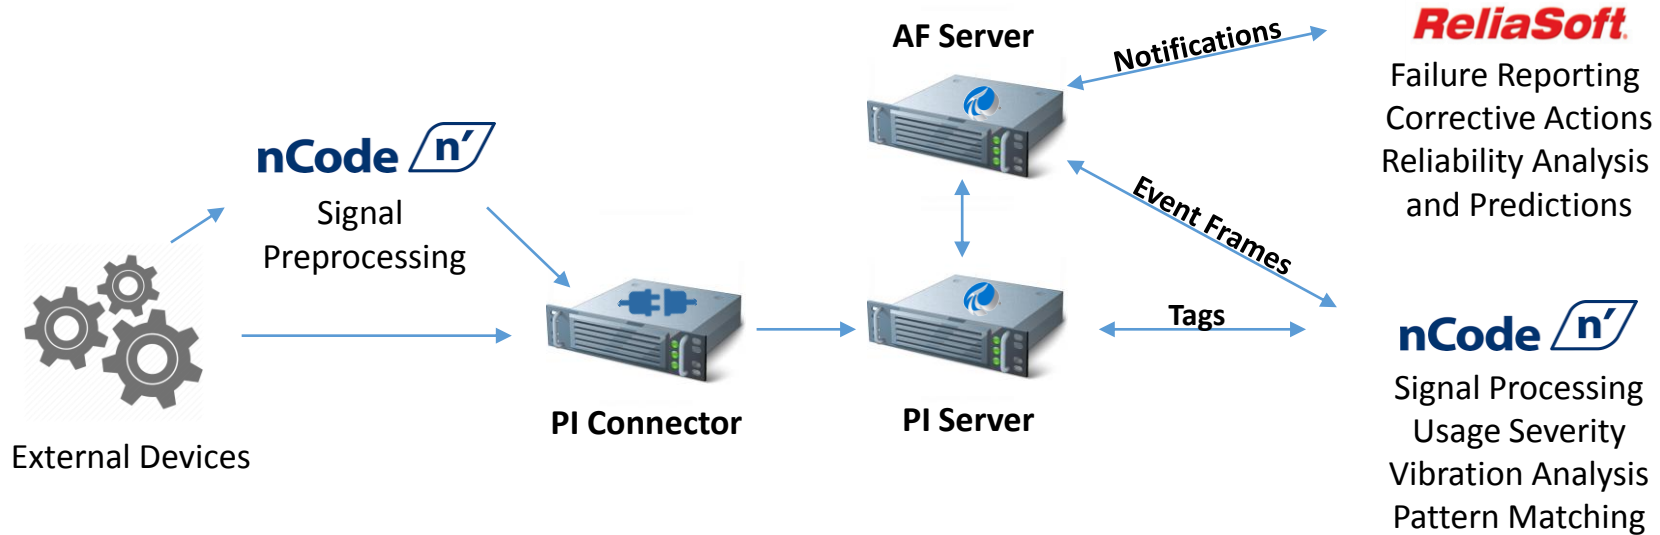 External Devices
nCode n'
Signal
Preprocessing
PI Connector
AF Server
PI Server
Notifications
Event Frames
Tags
ReliaSoft
Failure Reporting
Corrective Actions
Reliability Analysis
and Predictions
nCode n'
Signal Processing
Usage Severity
Vibration Analysis
Pattern Matching